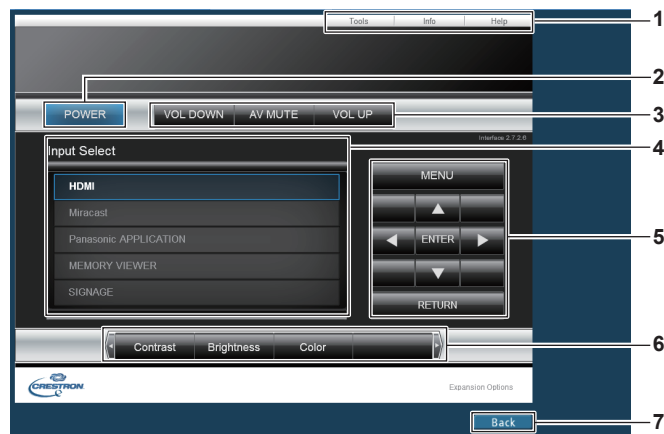 Tools Info Help 1
2
POWER VOL DOWN AV MUTE VOL UP 3
Interface 2.7.2.6
Input Select 4
HDMI
Miracast
Panasonic APPLICATION
MEMORY VIEWER
SIGNAGE
MENU
ENTER 5
RETURN
Contrast Brightness Color 6
CRESTRON
Expansion Options
Back 7